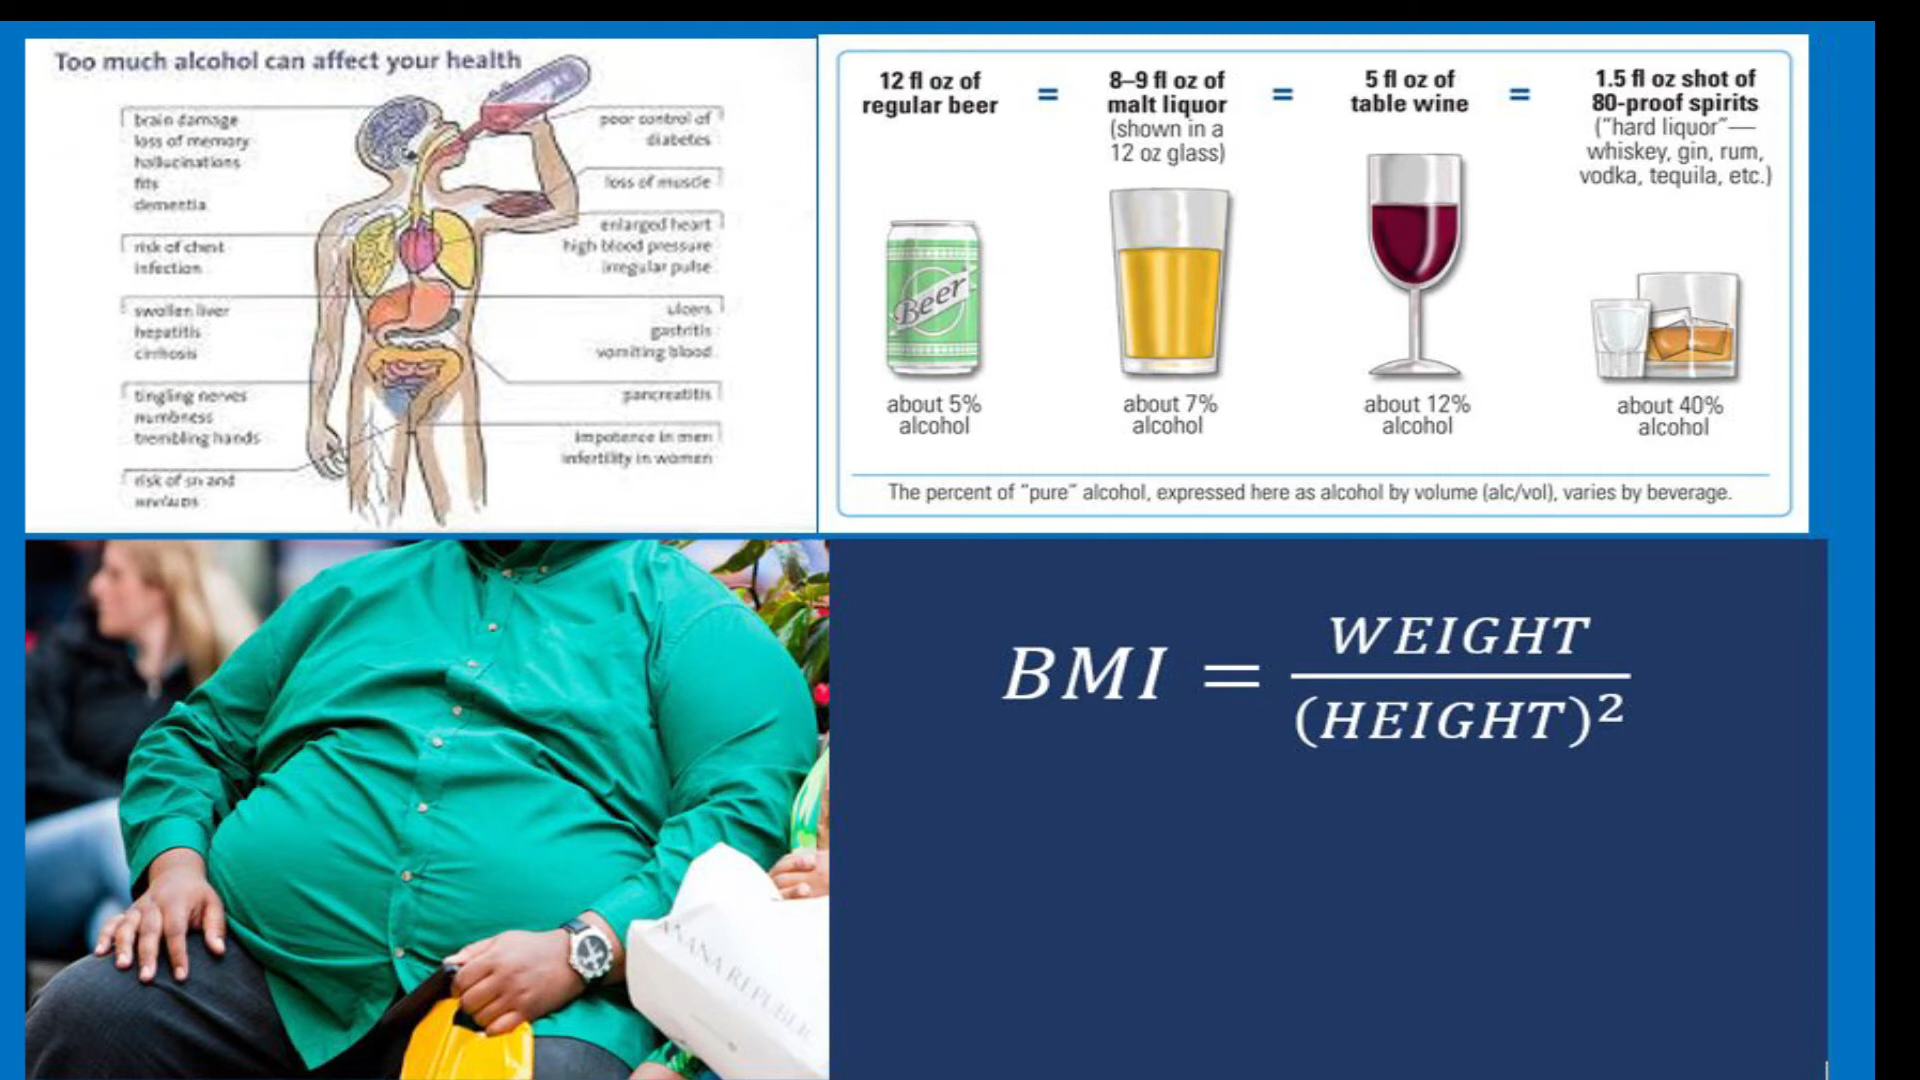 Too much alcohol can affect your health
brain damage
loss of memory
hallucinations
fits
dementia
risk of chest
infection
swollen liver
hepatitis
cirrhosis
tingling nerves
numbness
trembling hands
risk of sn and
poor control of
diabetes
loss of muscle
enlarged heart
high blood pressure
irregular pulse
ulcers
gastritis
vomiting blood
pancreatitis
impotence in men
infertility in women
12 fl oz of
regular beer
=
8–9 fl oz of
malt liquor
(shown in a
12 oz glass)
=
5 fl oz of
table wine
=
1.5 fl oz shot of
80-proof spirits
("hard liquor"—
whiskey, gin, rum,
vodka, tequila, etc.)
Beer
about 5%
alcohol
about 7%
alcohol
about 12%
alcohol
about 40%
alcohol
The percent of "pure" alcohol, expressed here as alcohol by volume (alc/vol), varies by beverage.
ANANA REPUBLIC
BMI = WEIGHT
(HEIGHT)²